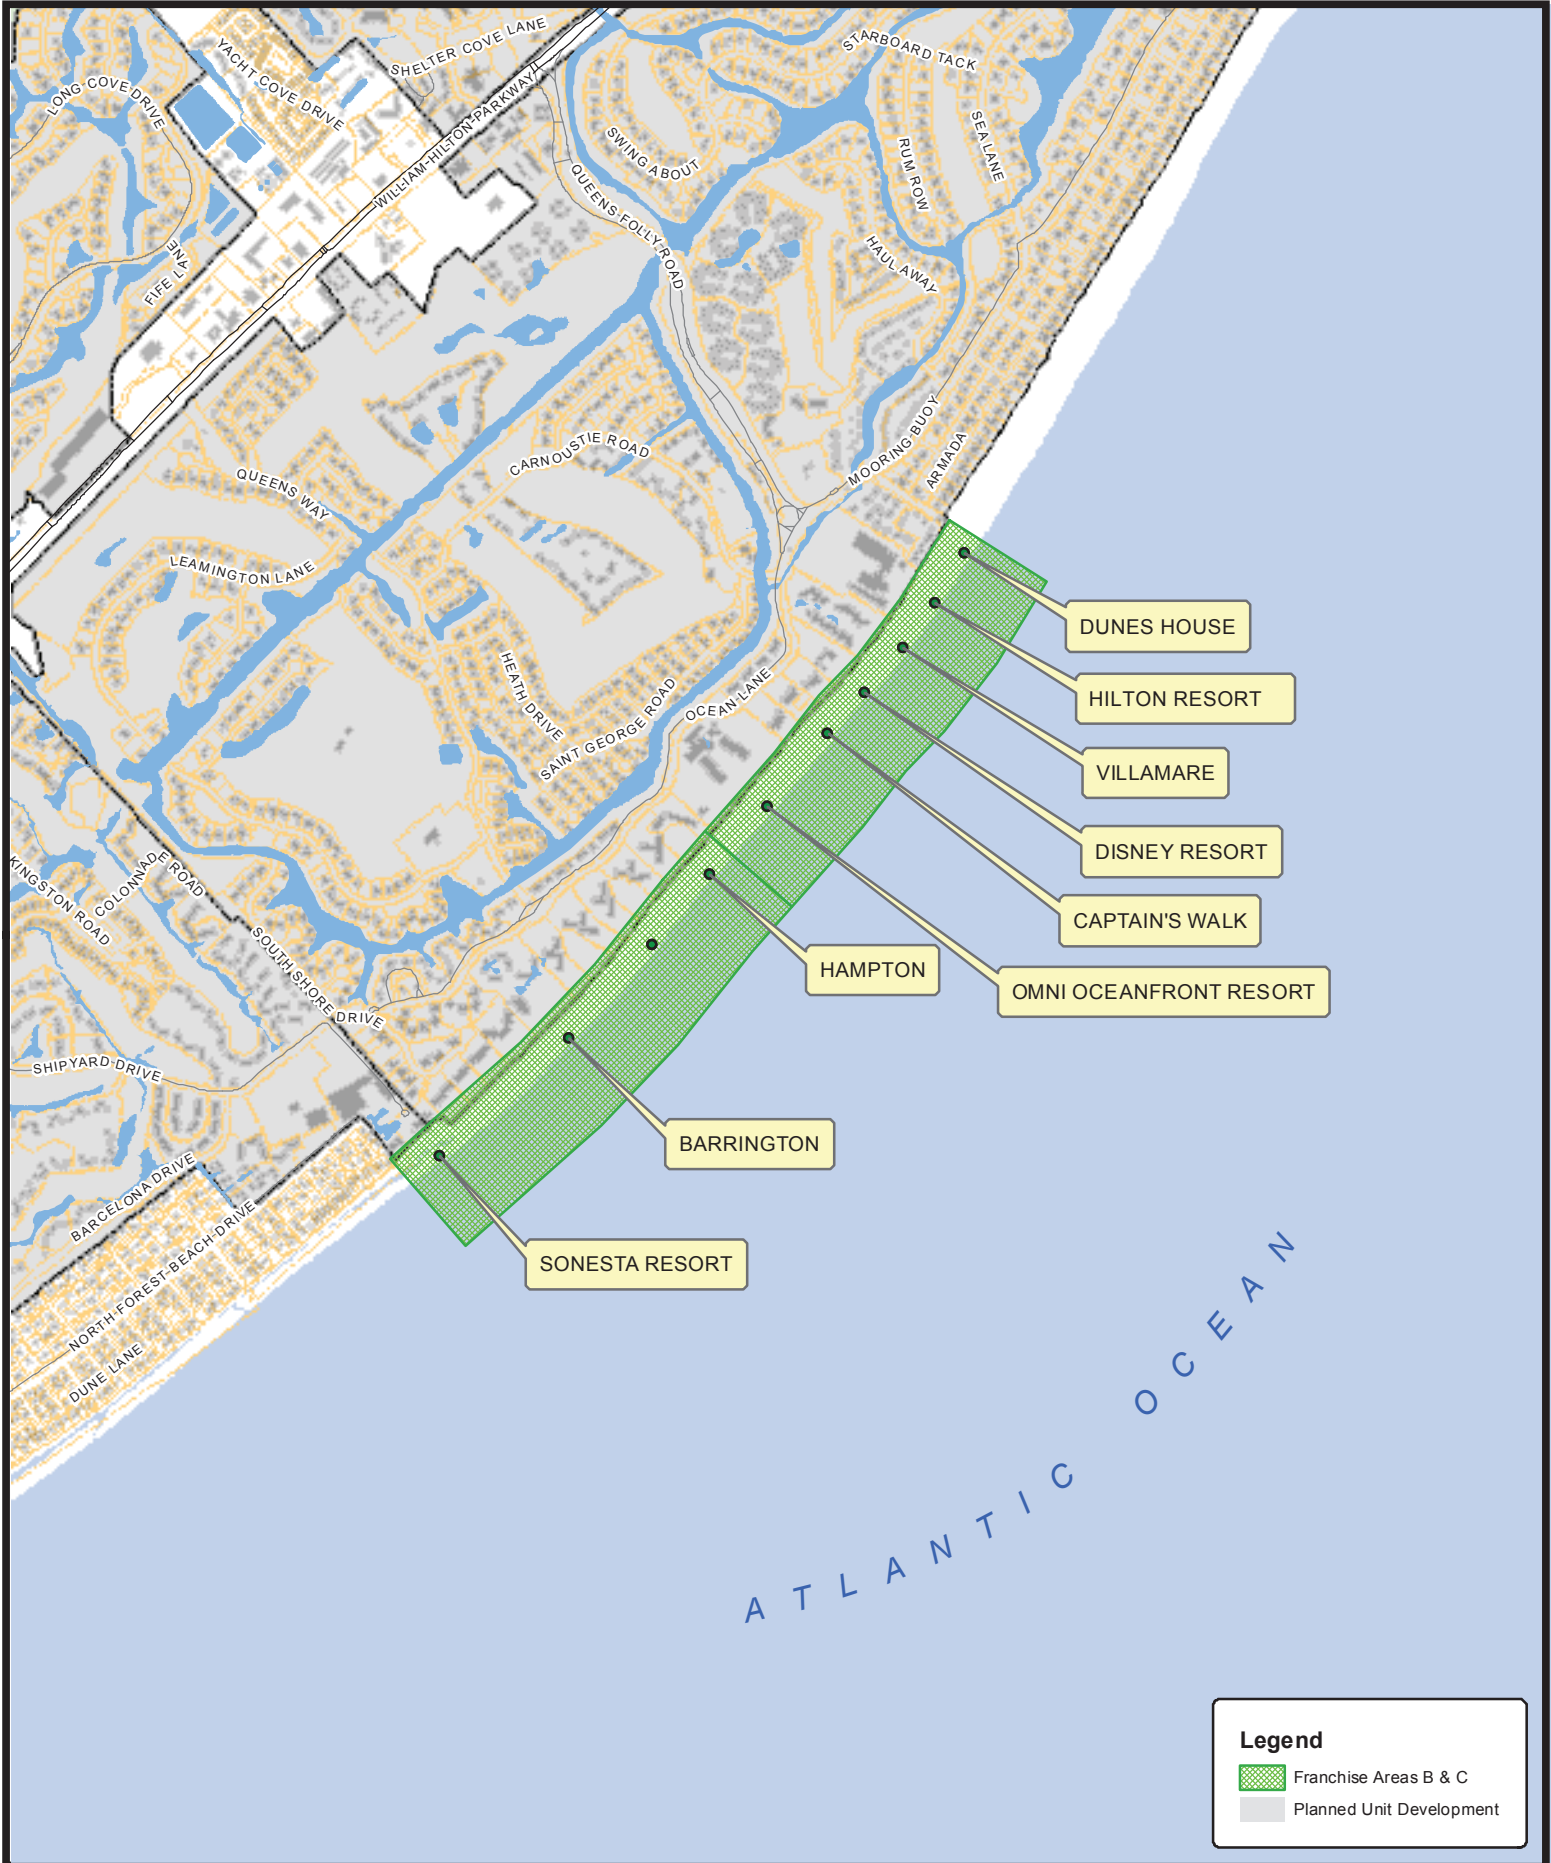 SHELTER COVE LANE
STARBOARD TACK
YACHT COVE DRIVE
LONG COVE DRIVE
WILLIAM HILTON PARKWAY
SWING ABOUT
SEA LANE
RUM ROW
QUEENS FOLLY ROAD
HAUL AWAY
FIFE LANE
MOORING BUOY
ARMADA
CARNOUSTIE ROAD
QUEENS WAY
LEAMINGTON LANE
HEATH DRIVE
SAINT GEORGE ROAD
OCEAN LANE
DUNES HOUSE
HILTON RESORT
VILLAMARE
DISNEY RESORT
CAPTAIN'S WALK
HAMPTON
OMNI OCEANFRONT RESORT
KINGSTON ROAD
COLONNADE ROAD
SOUTH SHORE DRIVE
SHIPYARD DRIVE
BARRINGTON
BARCELONA DRIVE
NORTH FOREST BEACH DRIVE
DUNE LANE
SONESTA RESORT
ATLANTIC OCEAN
Legend
Franchise Areas B & C
Planned Unit Development